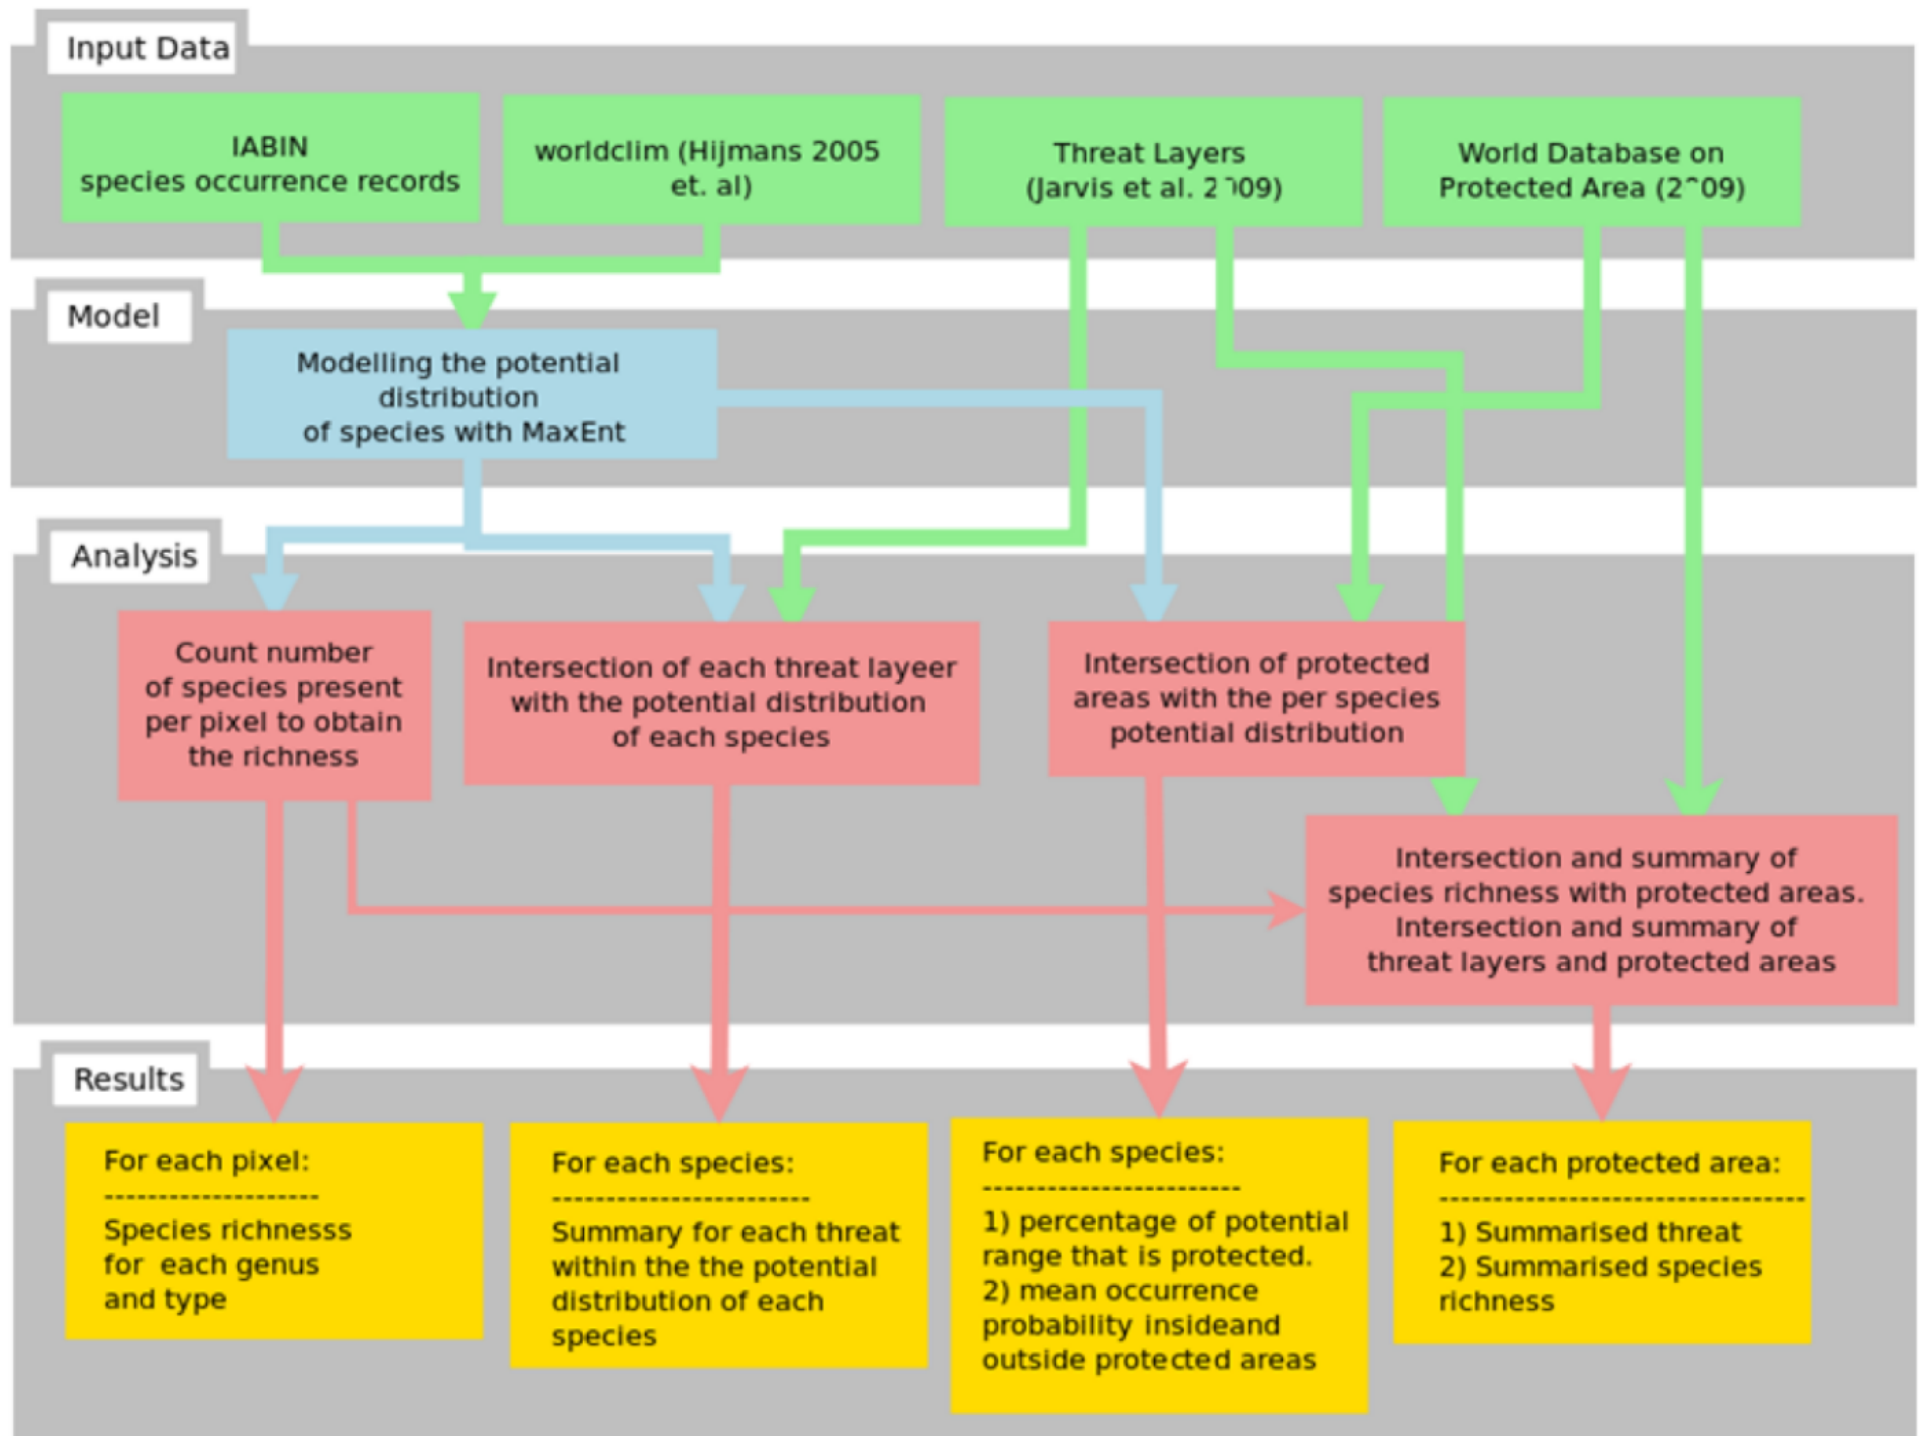 Input Data
IABIN
species occurrence records
worldclim (Hijmans 2005
et. al)
Threat Layers
(Jarvis et al. 2009)
World Database on
Protected Area (2009)
Model
Modelling the potential
distribution
of species with MaxEnt
Analysis
Count number
of species present
per pixel to obtain
the richness
Intersection of each threat layeer
with the potential distribution
of each species
Intersection of protected
areas with the per species
potential distribution
Intersection and summary of
species richness with protected areas.
Intersection and summary of
threat layers and protected areas
Results
For each pixel:
--------------------
Species richnesss
for  each genus
and type
For each species:
------------------------
Summary for each threat
within the the potential
distribution of each
species
For each species:
------------------------
1) percentage of potential
range that is protected.
2) mean occurrence
probability insideand
outside protected areas
For each protected area:
----------------------------------
1) Summarised threat
2) Summarised species
richness